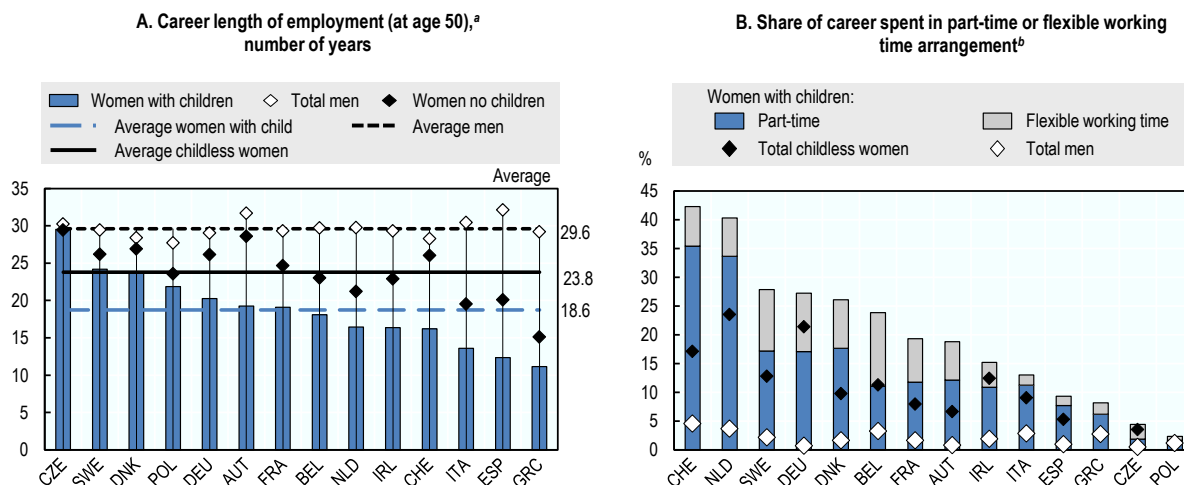 A. Career length of employment (at age 50),a
number of years
Women with children
Total men
Women no children
Average women with child
Average men
Average childless women
Average
35
30
25
20
15
10
5
0
29.6
23.8
18.6
CZE
SWE
DNK
POL
DEU
AUT
FRA
BEL
NLD
IRL
CHE
ITA
ESP
GRC
B. Share of career spent in part-time or flexible working
time arrangementb
Women with children:
Part-time
Flexible working time
Total childless women
Total men
%
45
40
35
30
25
20
15
10
5
0
CHE
NLD
SWE
DEU
DNK
BEL
FRA
AUT
IRL
ITA
ESP
GRC
CZE
POL